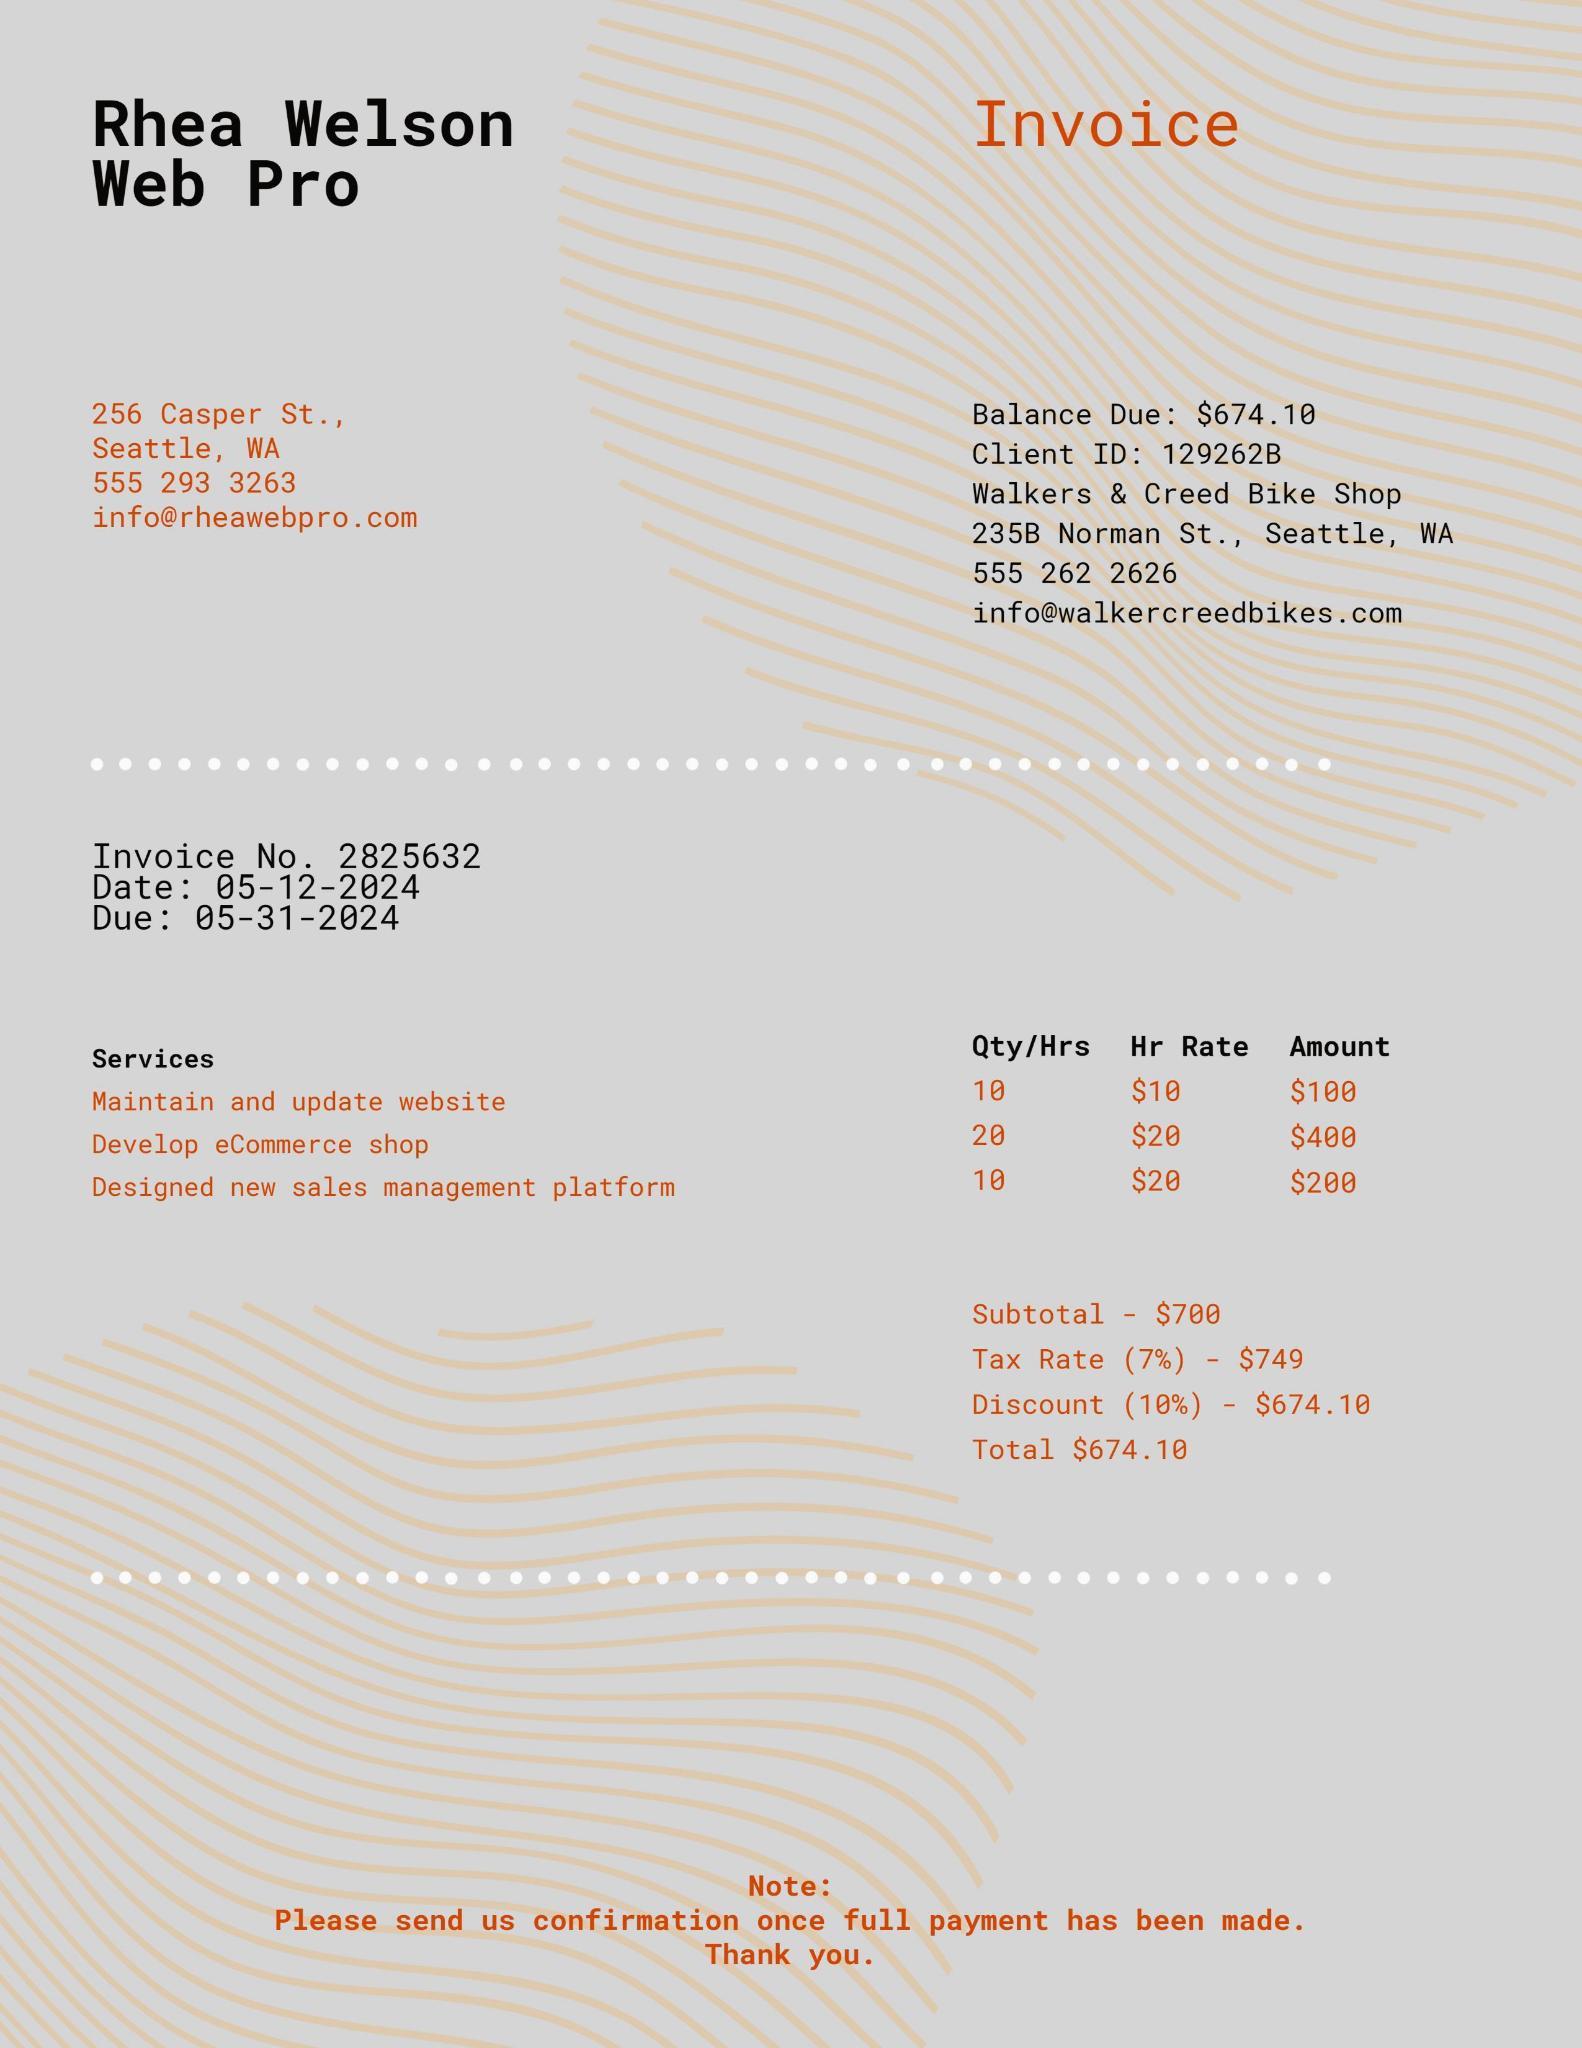 Rhea Welson
Web Pro
Invoice
256 Casper St.,
Seattle, WA
555 293 3263
info@rheawebpro.com
Balance Due: $674.10
Client ID: 129262B
Walkers & Creed Bike Shop
235B Norman St., Seattle, WA
555 262 2626
info@walkercreedbikes.com
Invoice No. 2825632
Date: 05-12-2024
Due: 05-31-2024
Services
Maintain and update website
Develop eCommerce shop
Designed new sales management platform
Qty/Hrs Hr Rate Amount
10 $10 $100
20 $20 $400
10 $20 $200
Subtotal - $700
Tax Rate (7%) - $749
Discount (10%) - $674.10
Total $674.10
Note:
Please send us confirmation once full payment has been made.
Thank you.